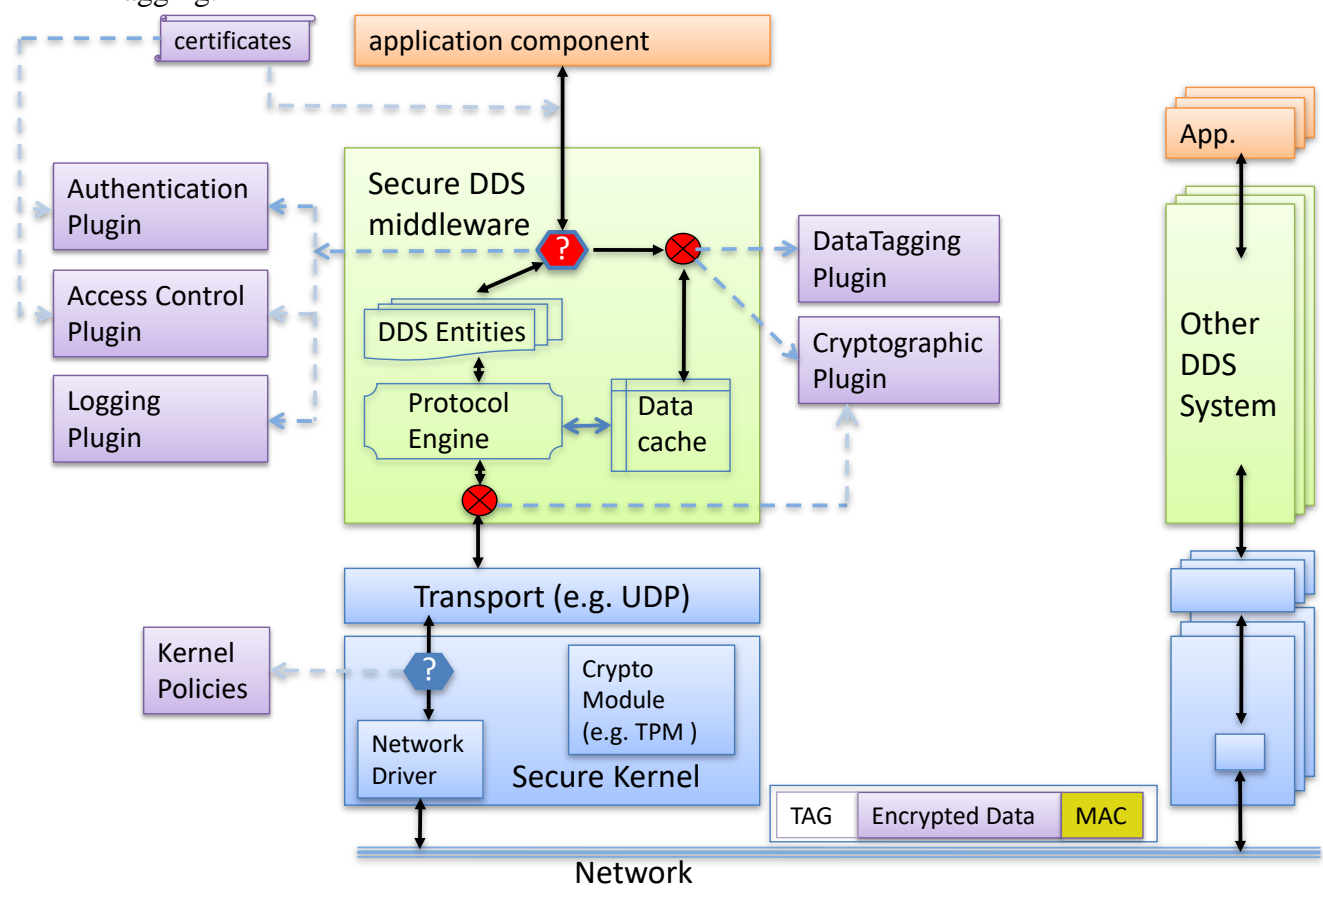 certificates
application component
App.
Authentication
Plugin
Secure DDS
middleware
?
DataTagging
Plugin
Access Control
Plugin
DDS Entities
Cryptographic
Plugin
Other
DDS
System
Logging
Plugin
Protocol
Engine
Data
cache
Transport (e.g. UDP)
Kernel
Policies
?
Crypto
Module
(e.g. TPM )
Network
Driver
Secure Kernel
TAG
Encrypted Data
MAC
Network